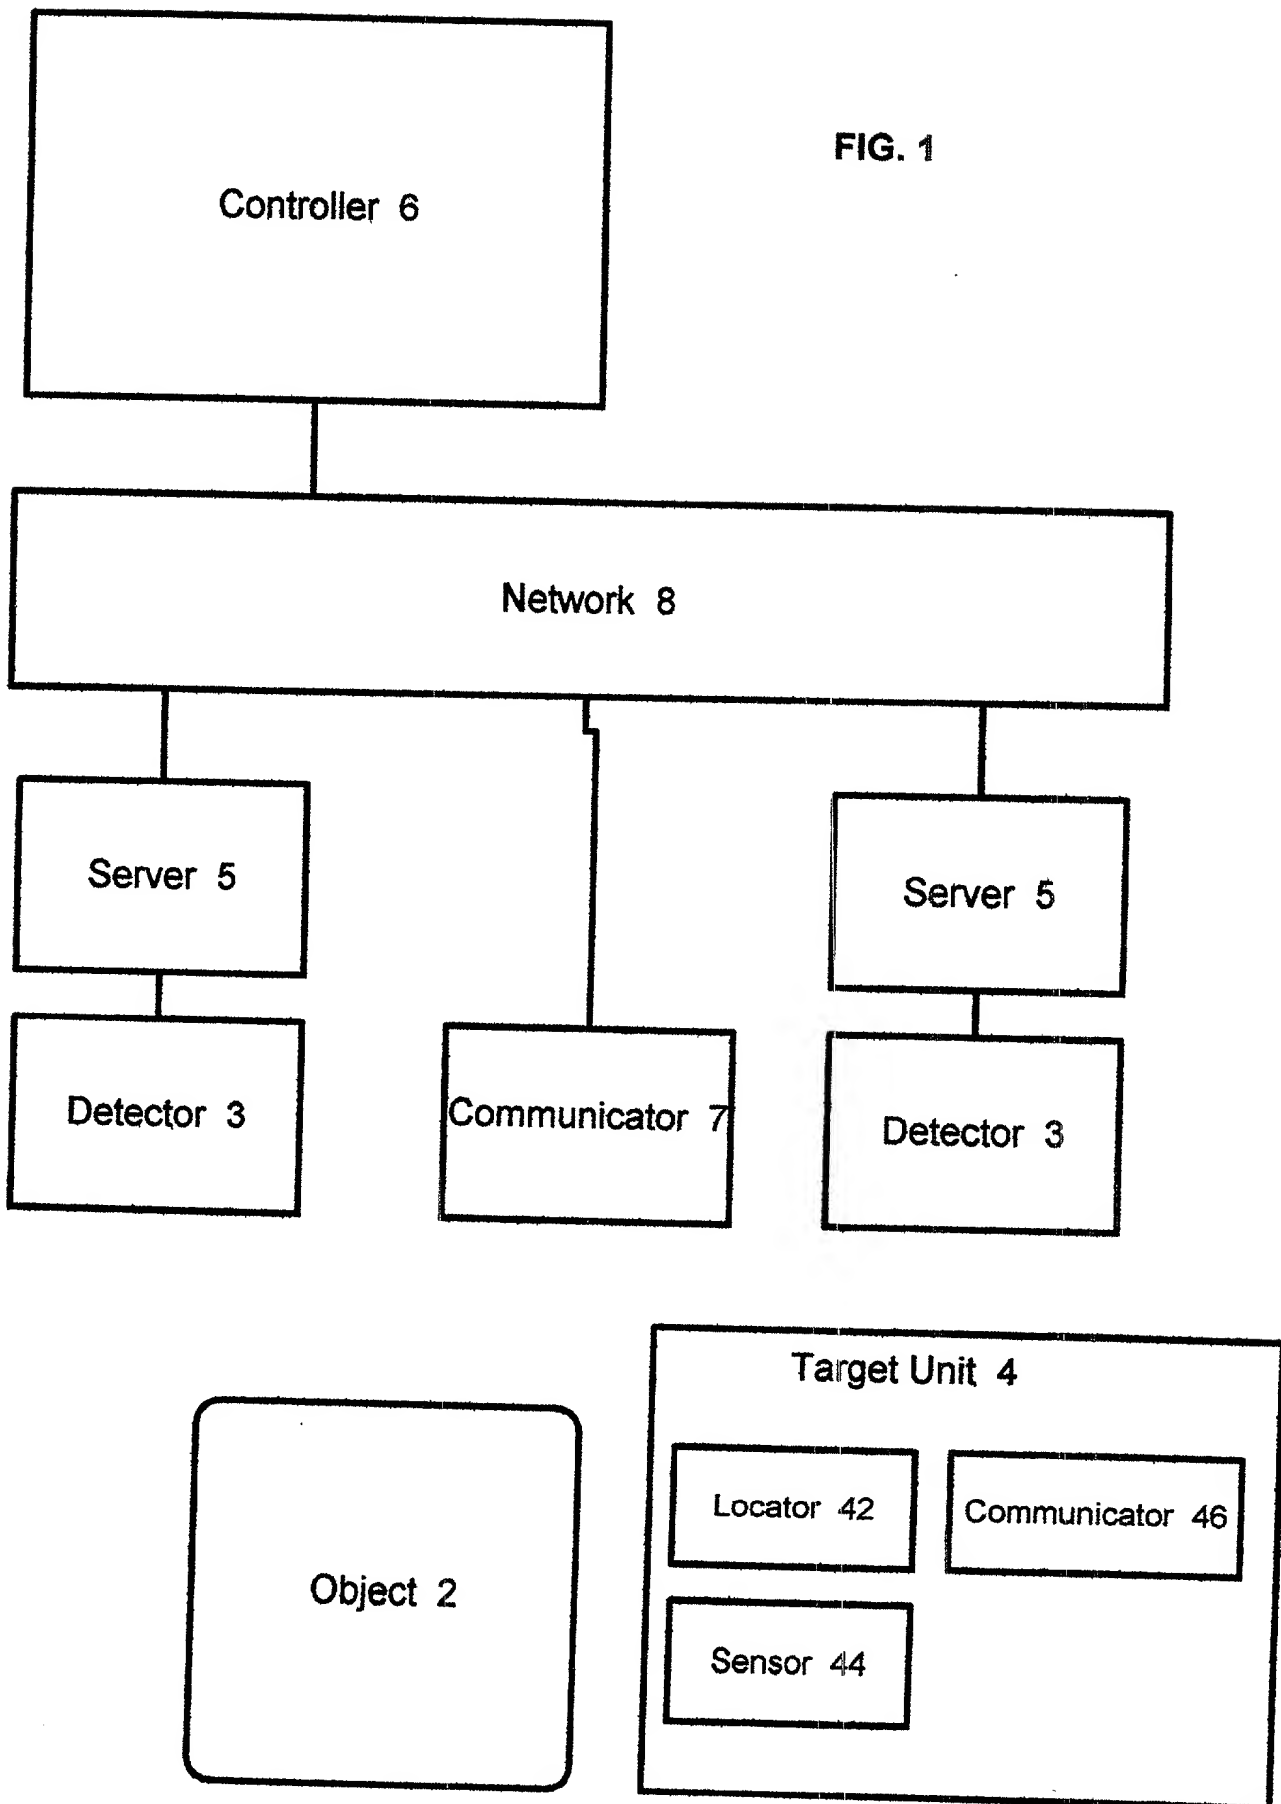 FIG. 1
Controller 6
Network 8
Server 5
Server 5
Detector 3
Communicator 7
Detector 3
Target Unit 4
Locator 42
Communicator 46
Object 2
Sensor 44